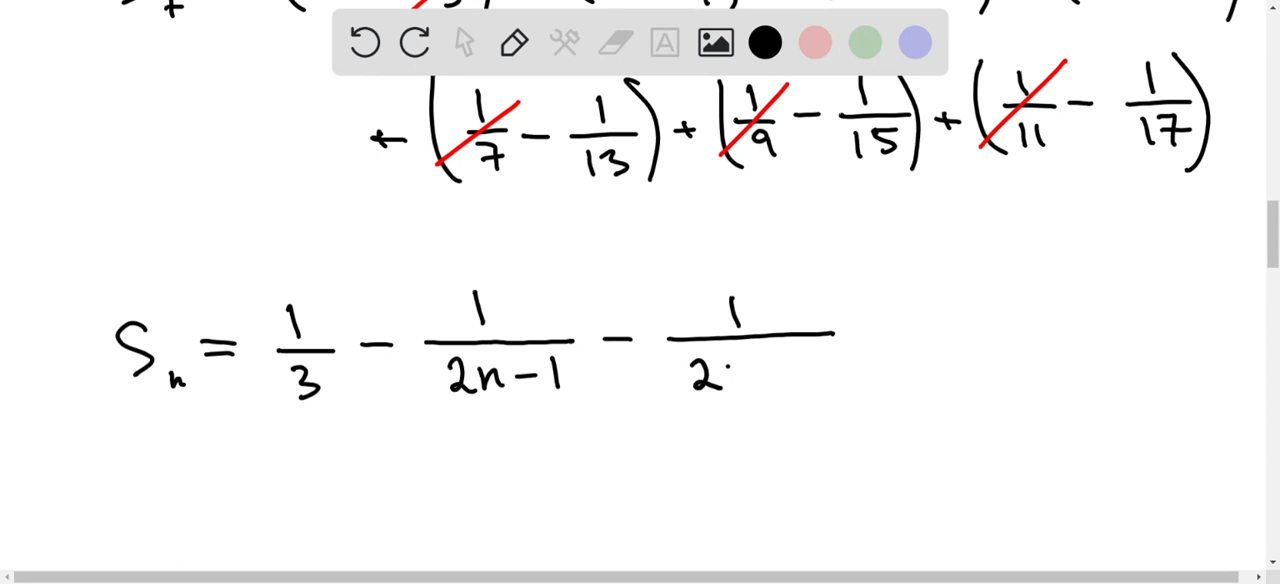 + (1/7 - 1/13) + (1/9 - 1/15) + (1/11 - 1/17)
S_n = 1/3 - 1/(2n-1) - 1/2